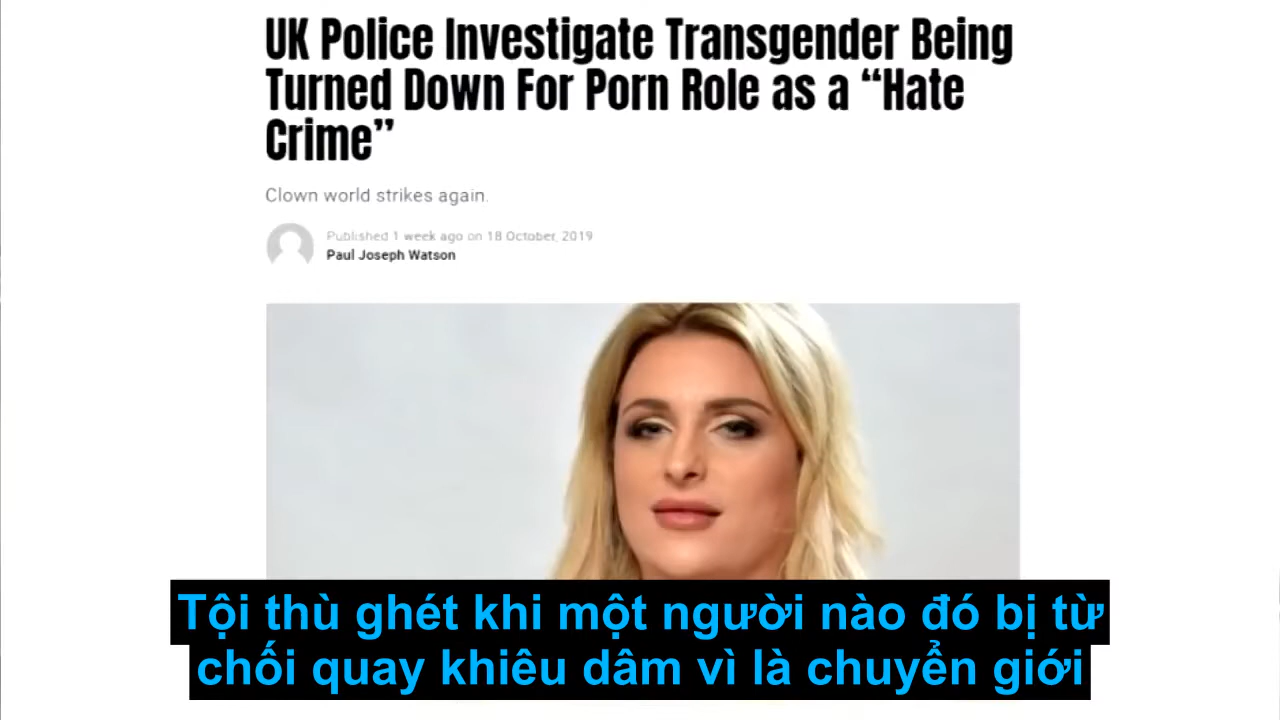 UK Police Investigate Transgender Being
Turned Down For Porn Role as a “Hate
Crime”
Clown world strikes again.
Published 1 week ago on 18 October, 2019
Paul Joseph Watson
Tội thù ghét khi một người nào đó bị từ
chối quay khiêu dâm vì là chuyển giới